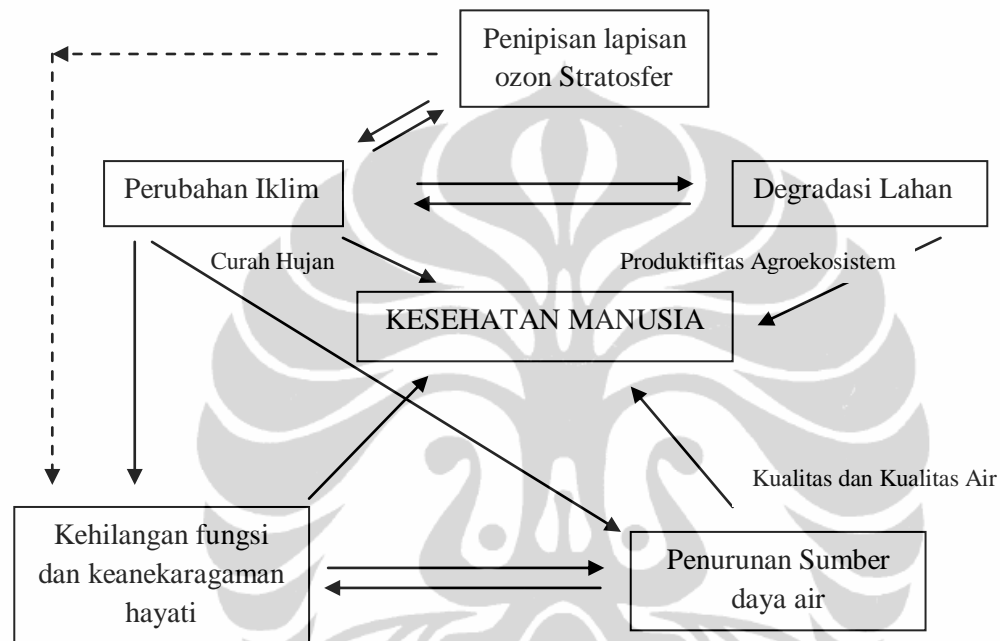 Penipisan lapisan
ozon Stratosfer
Perubahan Iklim
Degradasi Lahan
Curah Hujan
Produktifitas Agroekosistem
KESEHATAN MANUSIA
Kualitas dan Kualitas Air
Kehilangan fungsi
dan keanekaragaman
hayati
Penurunan Sumber
daya air